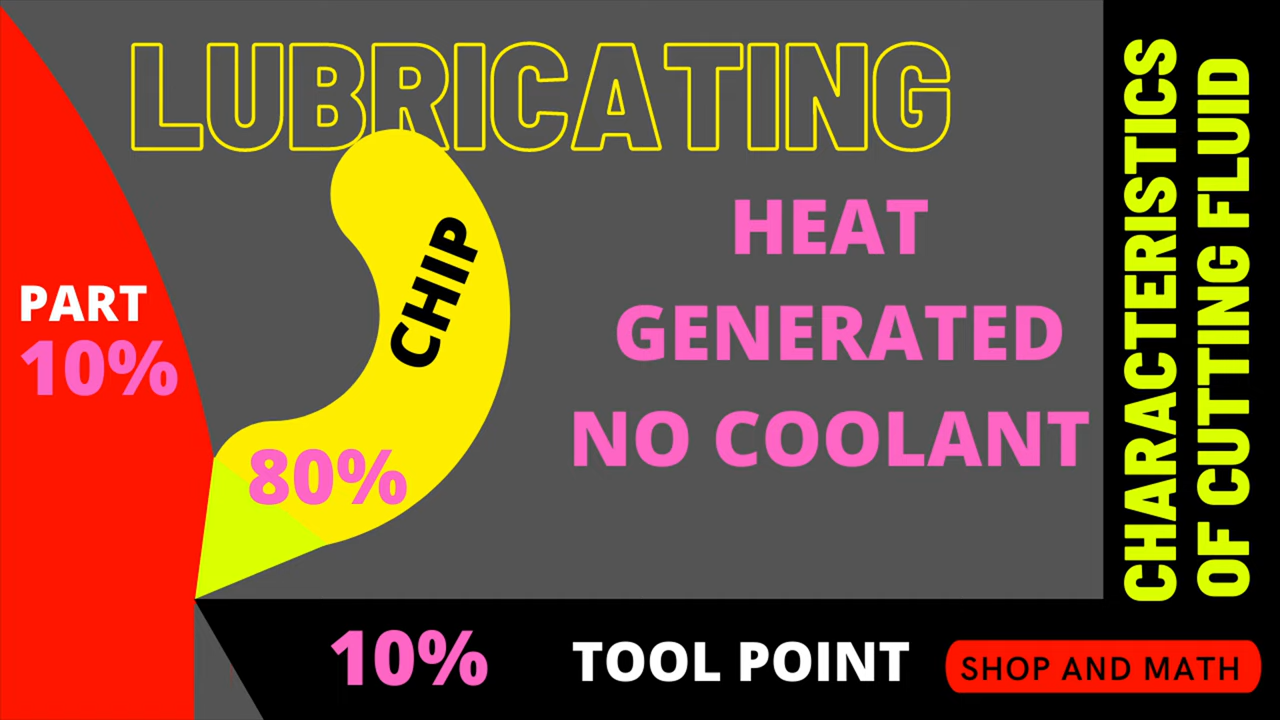 LUBRICATING
CHIP
HEAT
GENERATED
NO COOLANT
PART
10%
80%
10%
TOOL POINT
SHOP AND MATH
CHARACTERISTICS
OF CUTTING FLUID